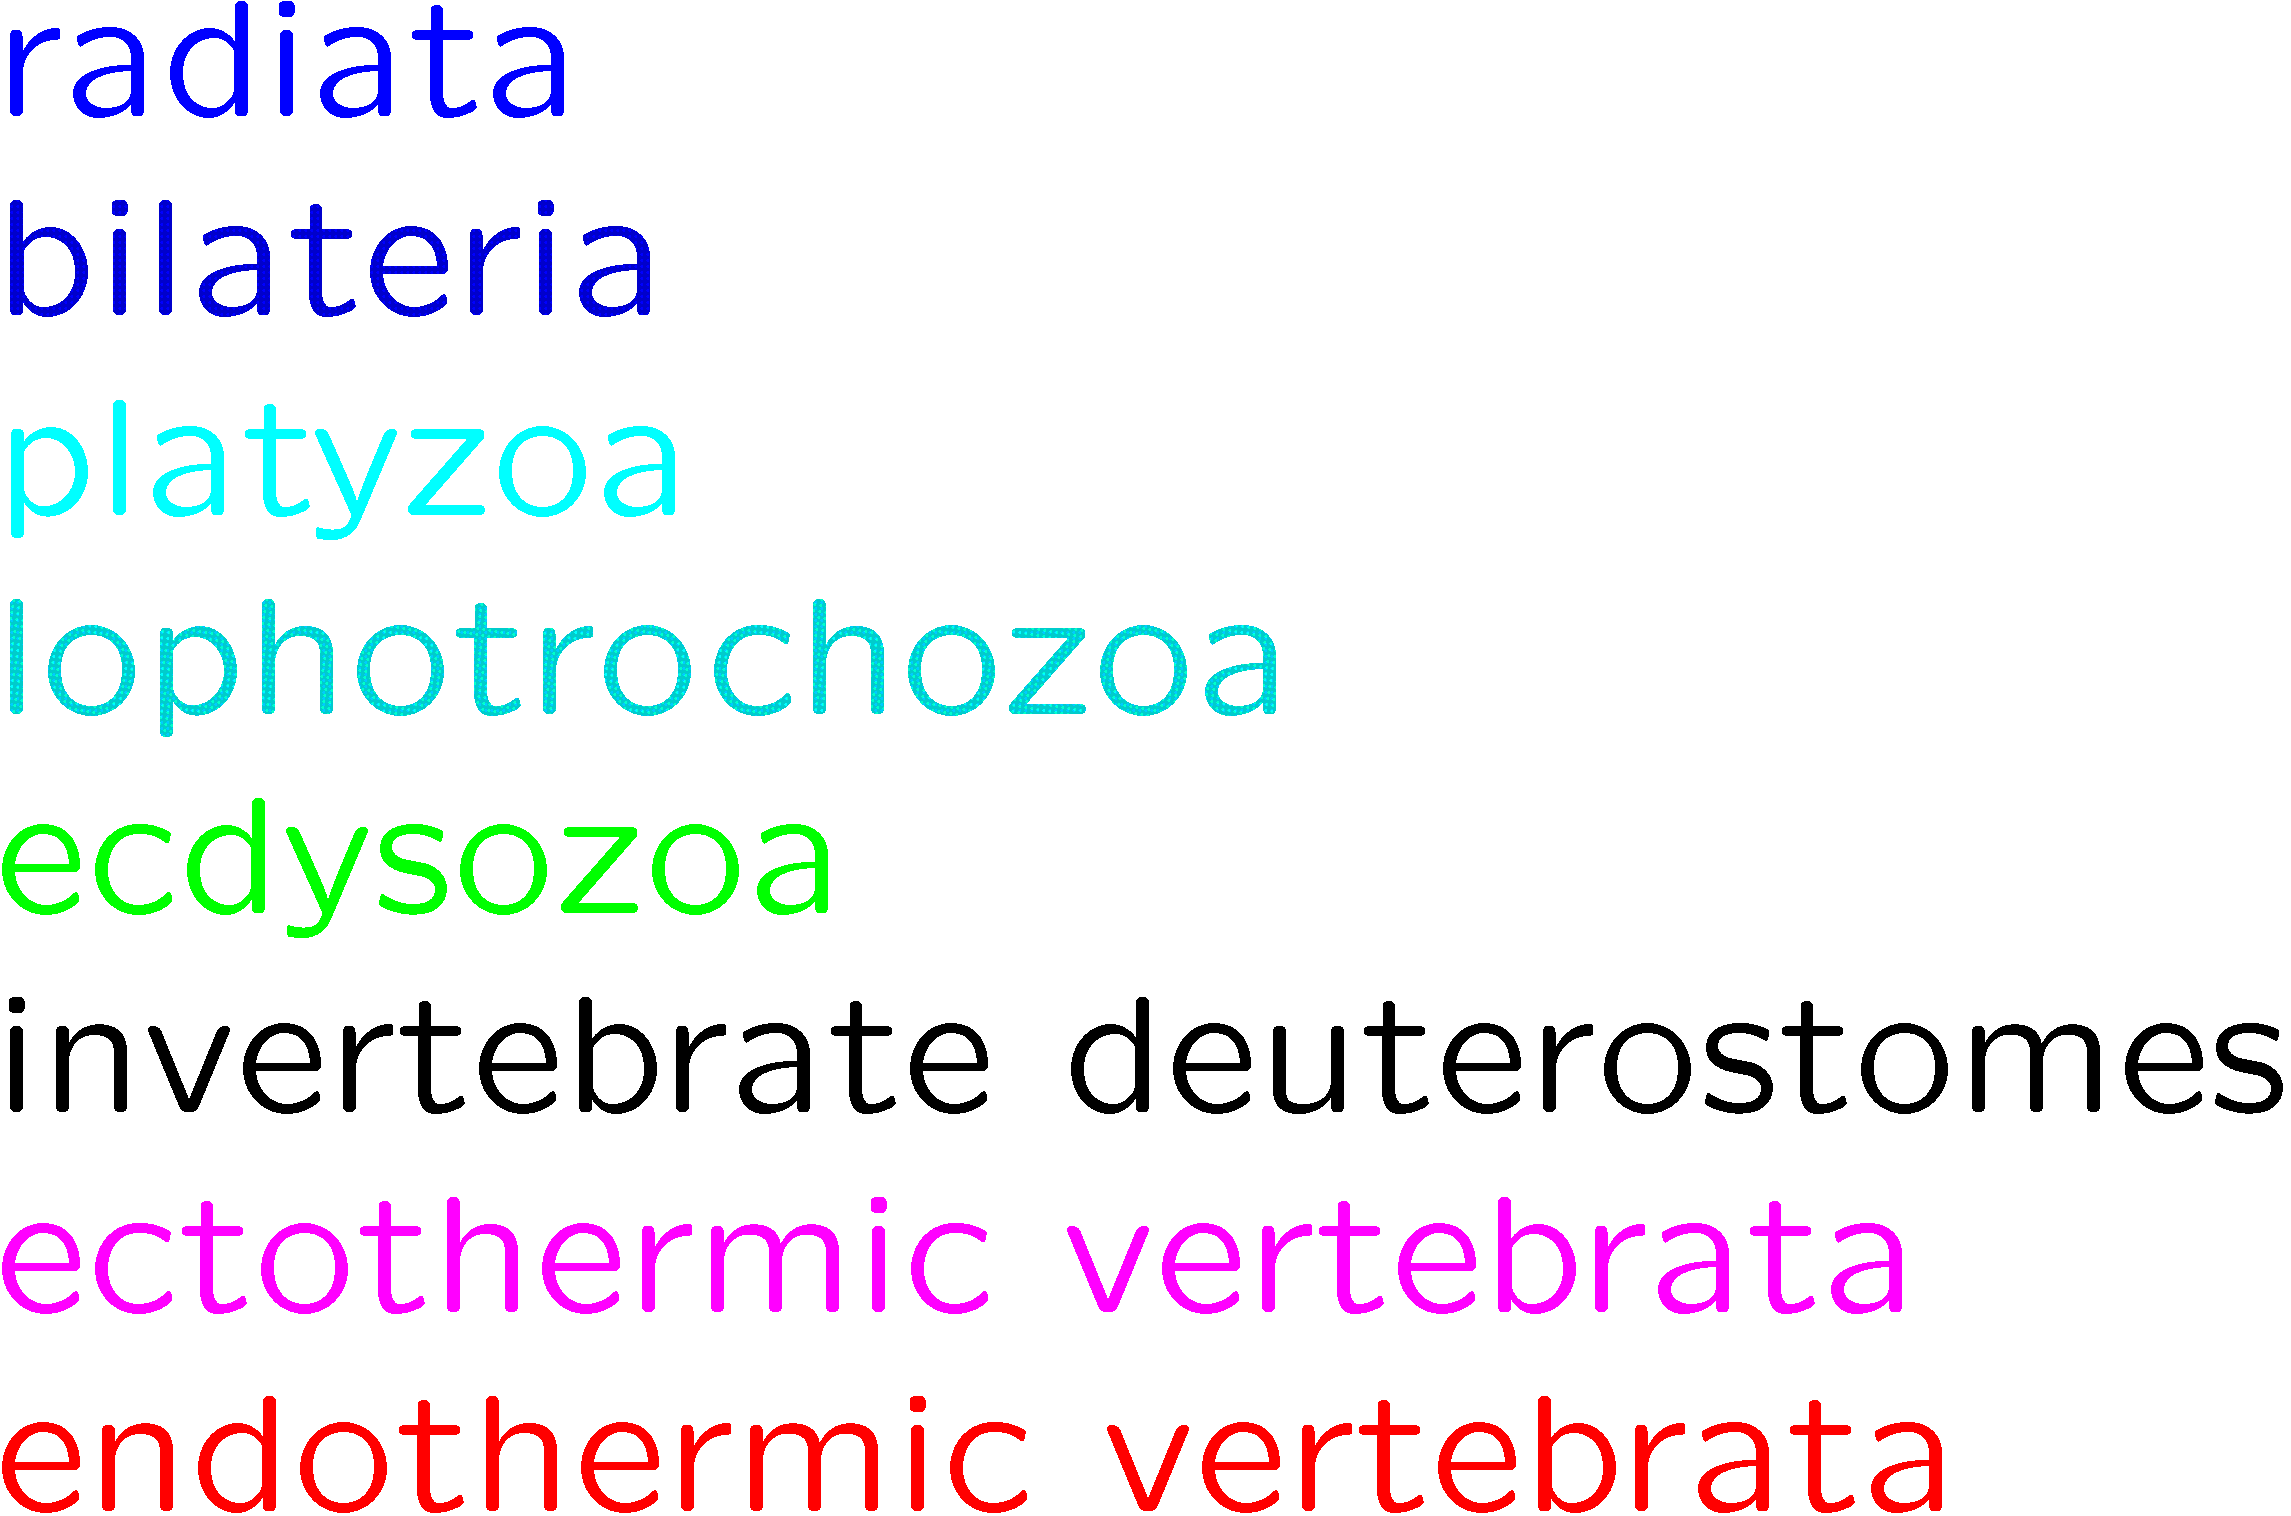 radiata
bilateria
platyzoa
lophotrochozoa
ecdysozoa
invertebrate deuterostomes
ectothermic vertebrata
endothermic vertebrata